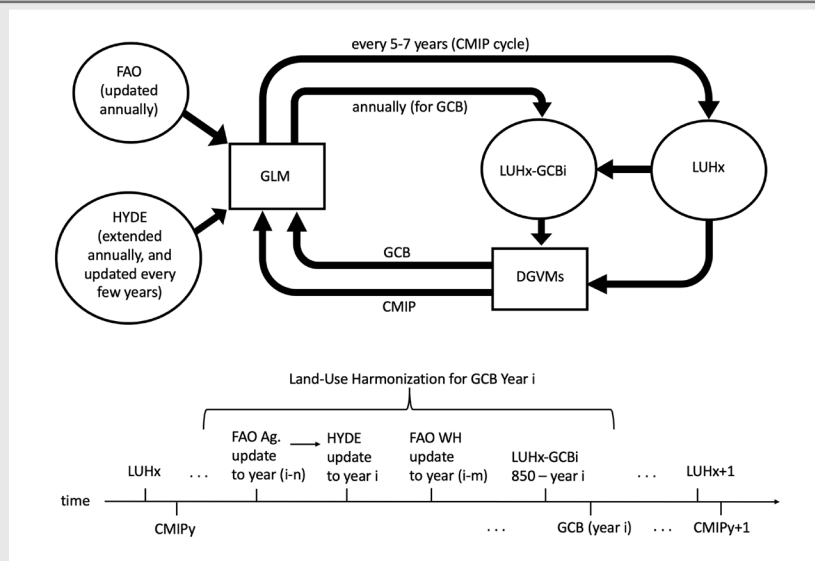 every 5-7 years (CMIP cycle)
FAO
(updated
annually)
annually (for GCB)
GLM
LUHx-GCBi
LUHx
HYDE
(extended
annually, and
updated every
few years)
GCB
DGVMs
CMIP
Land-Use Harmonization for GCB Year i
LUHx
...
FAO Ag.
update
to year (i-n)
HYDE
update
to year i
FAO WH
update
to year (i-m)
LUHx-GCBi
850 – year i
...
LUHx+1
time
CMIPy
...
GCB (year i)
...
CMIPy+1